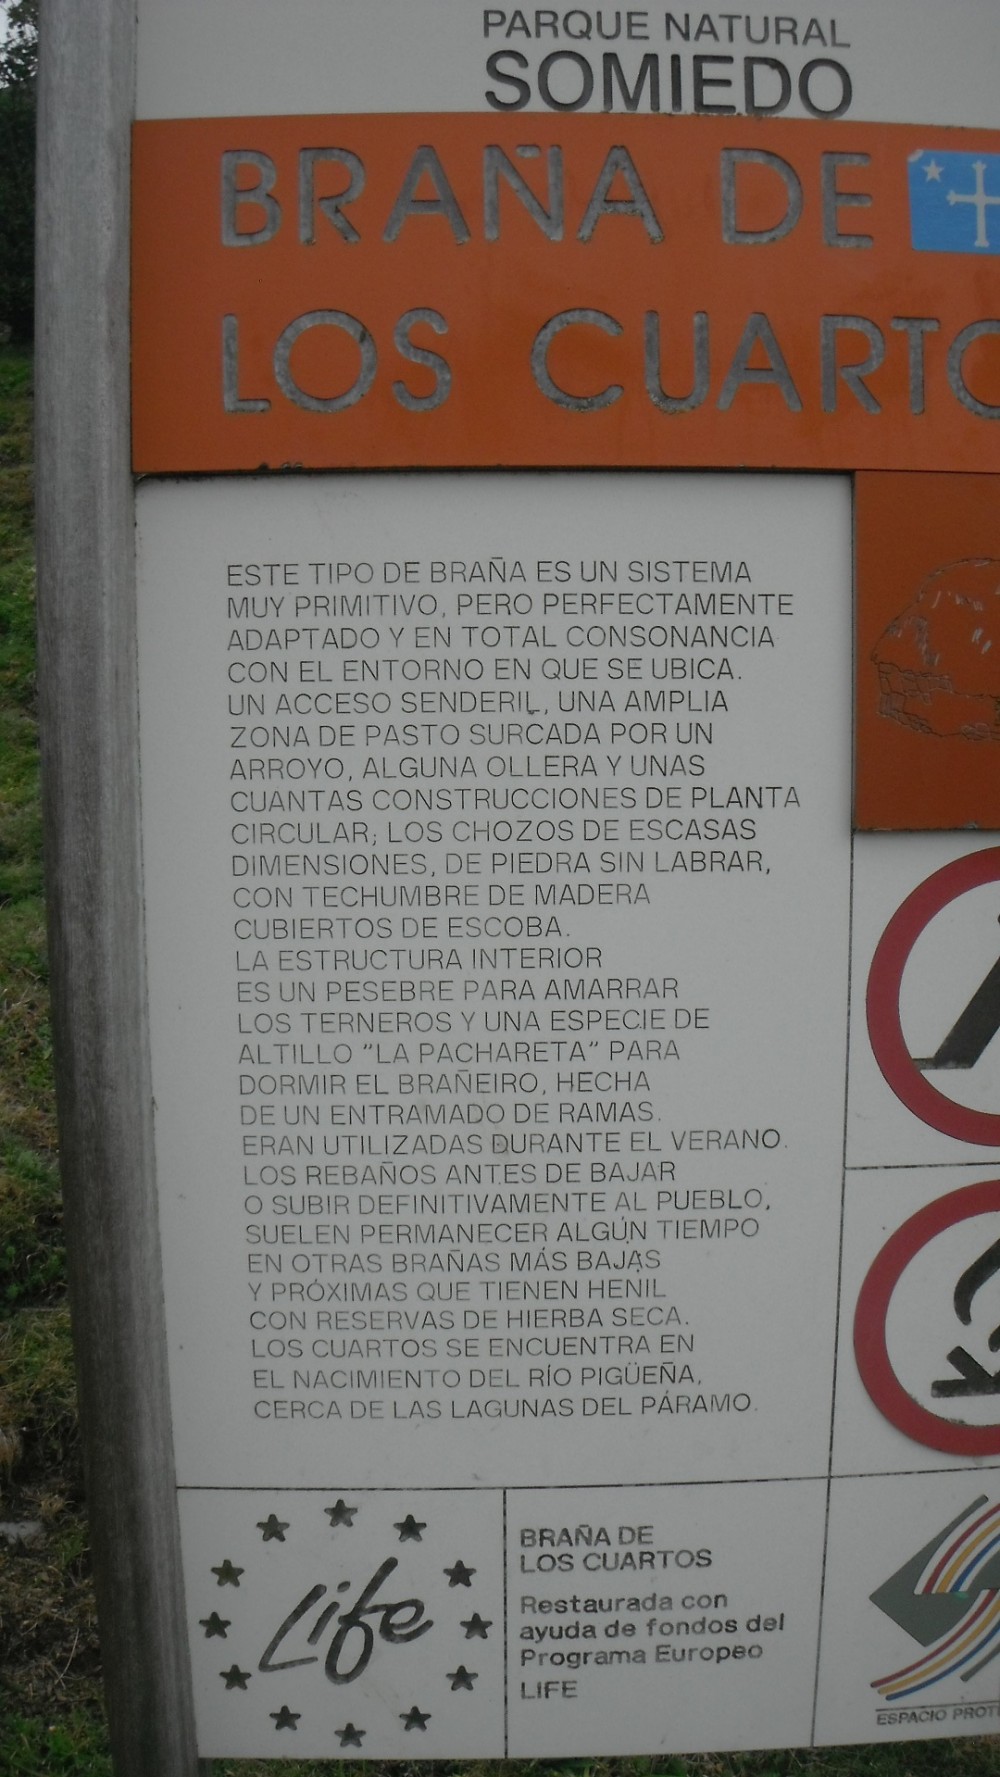 PARQUE NATURAL
SOMIEDO
BRAÑA DE
LOS CUARTO
ESTE TIPO DE BRAÑA ES UN SISTEMA
MUY PRIMITIVO, PERO PERFECTAMENTE
ADAPTADO Y EN TOTAL CONSONANCIA
CON EL ENTORNO EN QUE SE UBICA.
UN ACCESO SENDERIL, UNA AMPLIA
ZONA DE PASTO SURCADA POR UN
ARROYO, ALGUNA OLLERA Y UNAS
CUANTAS CONSTRUCCIONES DE PLANTA
CIRCULAR; LOS CHOZOS DE ESCASAS
DIMENSIONES, DE PIEDRA SIN LABRAR,
CON TECHUMBRE DE MADERA
CUBIERTOS DE ESCOBA.
LA ESTRUCTURA INTERIOR
ES UN PESEBRE PARA AMARRAR
LOS TERNEROS Y UNA ESPECIE DE
ALTILLO "LA PACHARETA" PARA
DORMIR EL BRAÑEIRO, HECHA
DE UN ENTRAMADO DE RAMAS.
ERAN UTILIZADAS DURANTE EL VERANO.
LOS REBAÑOS ANTES DE BAJAR
O SUBIR DEFINITIVAMENTE AL PUEBLO,
SUELEN PERMANECER ALGÚN TIEMPO
EN OTRAS BRAÑAS MÁS BAJAS
Y PRÓXIMAS QUE TIENEN HENIL
CON RESERVAS DE HIERBA SECA.
LOS CUARTOS SE ENCUENTRA EN
EL NACIMIENTO DEL RÍO PIGÜEÑA,
CERCA DE LAS LAGUNAS DEL PÁRAMO.
Life
BRAÑA DE
LOS CUARTOS
Restaurada con
ayuda de fondos del
Programa Europeo
LIFE
ESPACIO PROT